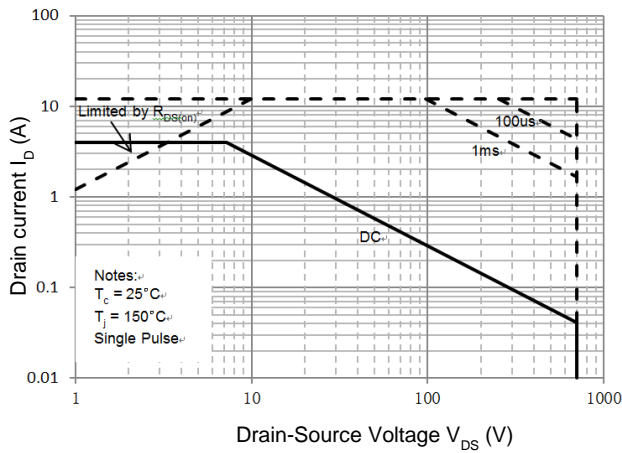 100
10
1
0.1
0.01
Drain current I_D (A)
Limited by R_DS(on)
100us
1ms
DC
Notes:
T_c = 25°C
T_j = 150°C
Single Pulse
1
10
100
1000
Drain-Source Voltage V_DS (V)